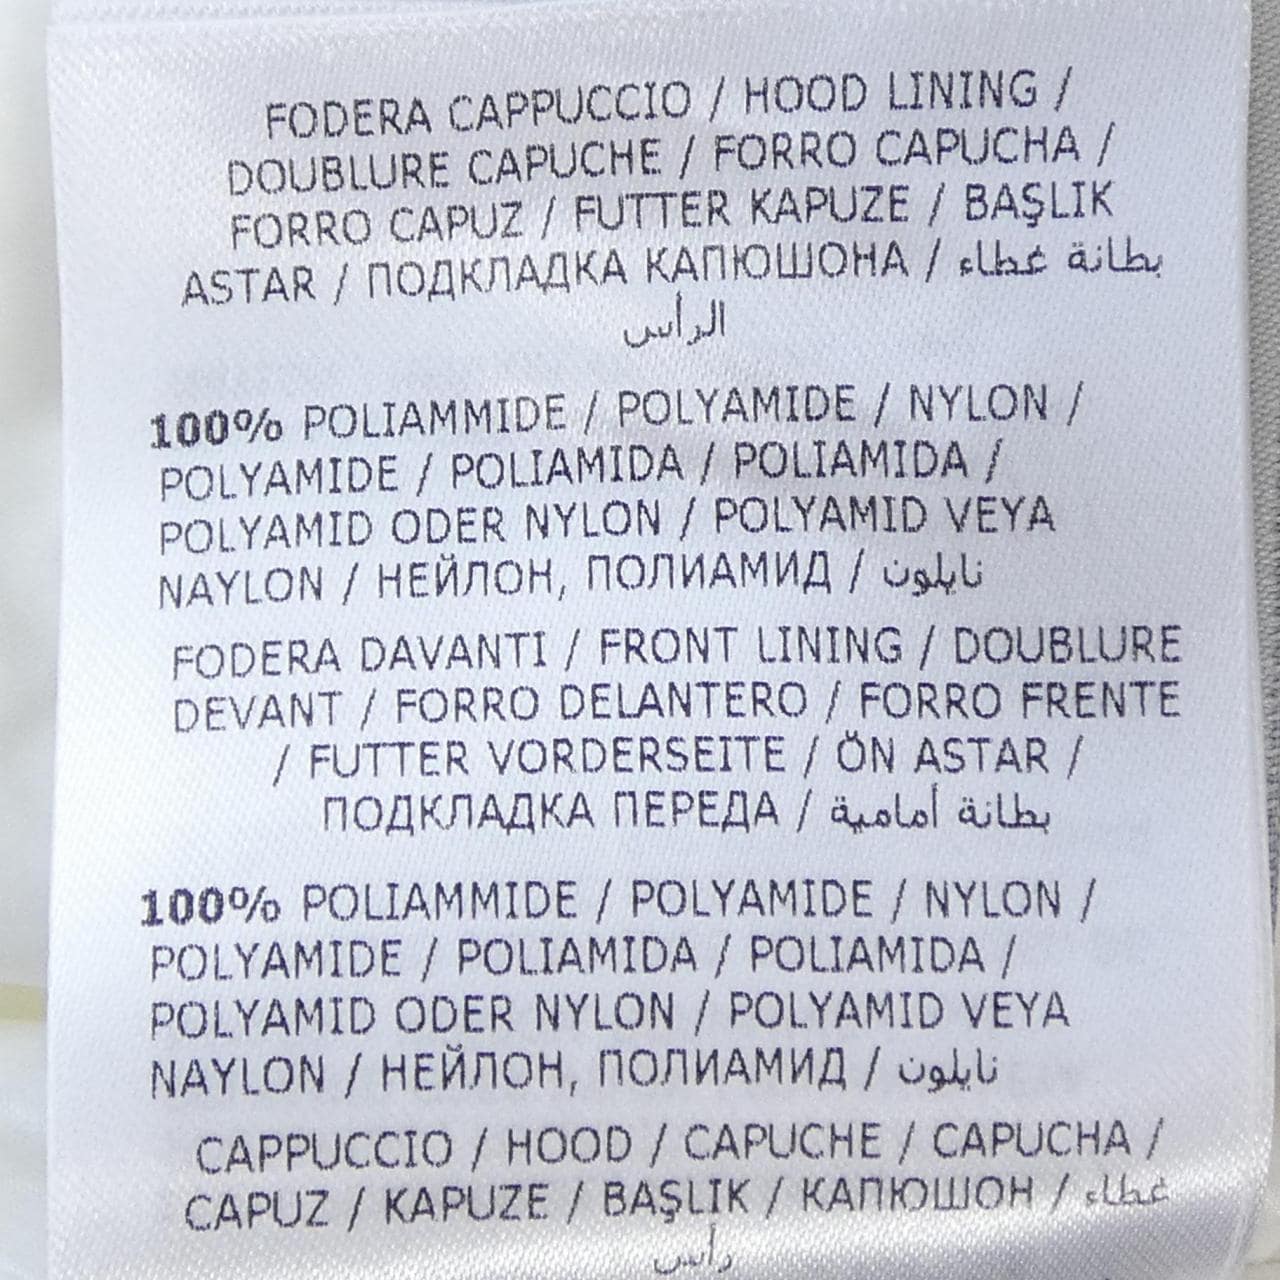 FODERA CAPPUCCIO / HOOD LINING /
DOUBLURE CAPUCHE / FORRO CAPUCHA /
FORRO CAPUZ / FUTTER KAPUZE / BAŞLIK
ASTAR / ПОДКЛАДКА КАПЮШОНА / بطانة غطاء
الرأس
100% POLIAMMIDE / POLYAMIDE / NYLON /
POLYAMIDE / POLIAMIDA / POLIAMIDA /
POLYAMID ODER NYLON / POLYAMID VEYA
NAYLON / НЕЙЛОН, ПОЛИАМИД / نايلون
FODERA DAVANTI / FRONT LINING / DOUBLURE
DEVANT / FORRO DELANTERO / FORRO FRENTE
/ FUTTER VORDERSEITE / ÖN ASTAR /
ПОДКЛАДКА ПЕРЕДА / بطانة أمامية
100% POLIAMMIDE / POLYAMIDE / NYLON /
POLYAMIDE / POLIAMIDA / POLIAMIDA /
POLYAMID ODER NYLON / POLYAMID VEYA
NAYLON / НЕЙЛОН, ПОЛИАМИД / نايلون
CAPPUCCIO / HOOD / CAPUCHE / CAPUCHA /
CAPUZ / KAPUZE / BAŞLIK / КАПЮШОН / غطاء
رأس